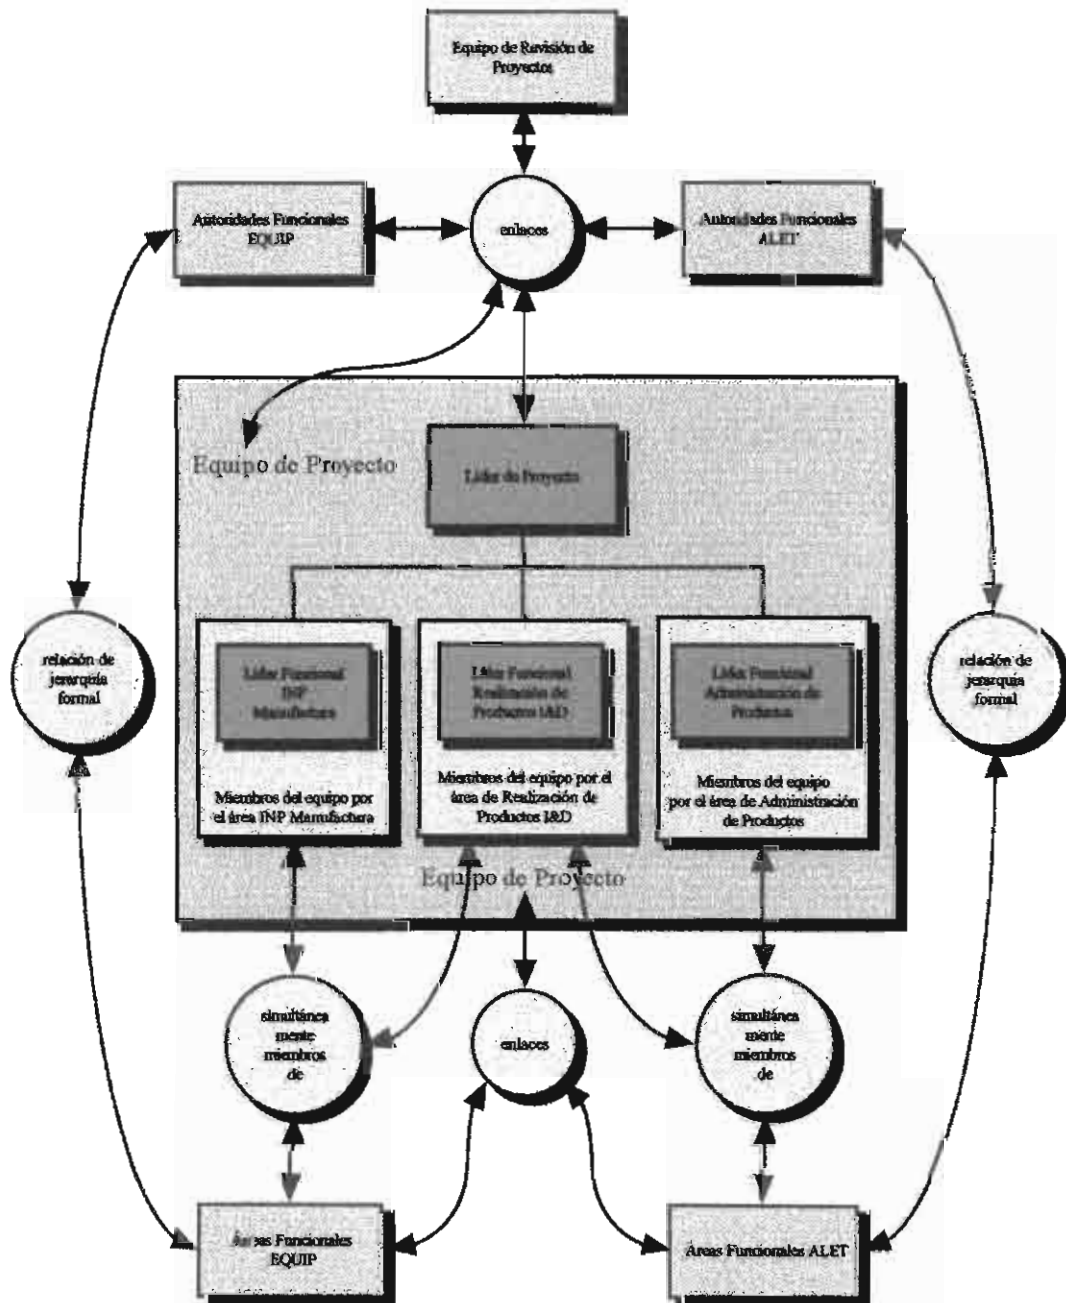 Equipo de Revisión de
Proyectos
Autoridades Funcionales
EQUIP
enlaces
Autoridades Funcionales
ALET
Equipo de Proyecto
Líder de Proyecto
relación de
jerarquía
formal
Líder Funcional
INP
Manufactura
Miembros del equipo por
el área INP Manufactura
Líder Funcional
Realización de
Productos I&D
Miembros del equipo por el
área de Realización de
Productos I&D
Líder Funcional
Administración de
Productos
Miembros del equipo
por el área de Administración
de Productos
relación de
jerarquía
formal
Equipo de Proyecto
simultánea
mente
miembros
de
enlaces
simultánea
mente
miembros
de
Áreas Funcionales
EQUIP
Areas Funcionales ALET